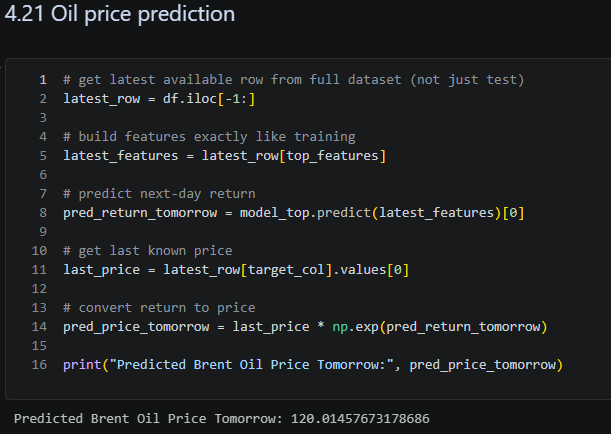 4.21 Oil price prediction
1 # get latest available row from full dataset (not just test)
2 latest_row = df.iloc[-1:]
3
4 # build features exactly like training
5 latest_features = latest_row[top_features]
6
7 # predict next-day return
8 pred_return_tomorrow = model_top.predict(latest_features)[0]
9
10 # get last known price
11 last_price = latest_row[target_col].values[0]
12
13 # convert return to price
14 pred_price_tomorrow = last_price * np.exp(pred_return_tomorrow)
15
16 print("Predicted Brent Oil Price Tomorrow:", pred_price_tomorrow)
Predicted Brent Oil Price Tomorrow: 120.01457673178686